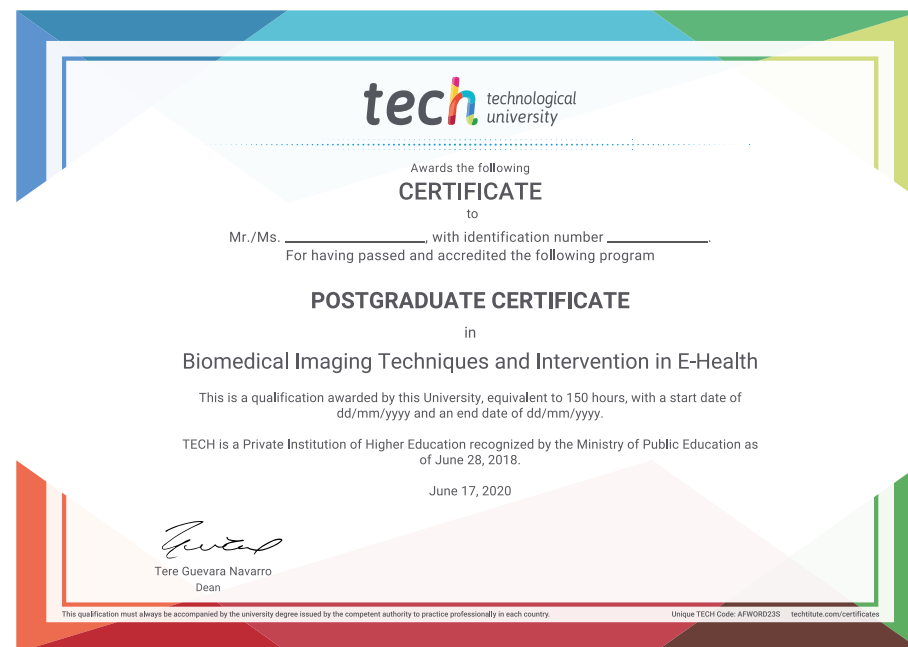 tech technological
university
Awards the following
CERTIFICATE
to
Mr./Ms. ____________________, with identification number ______________.
For having passed and accredited the following program
POSTGRADUATE CERTIFICATE
in
Biomedical Imaging Techniques and Intervention in E-Health
This is a qualification awarded by this University, equivalent to 150 hours, with a start date of
dd/mm/yyyy and an end date of dd/mm/yyyy.
TECH is a Private Institution of Higher Education recognized by the Ministry of Public Education as
of June 28, 2018.
June 17, 2020
Tere Guevara Navarro
Dean
This qualification must always be accompanied by the university degree issued by the competent authority to practice professionally in each country.
Unique TECH Code: AFWORD23S techtitute.com/certificates